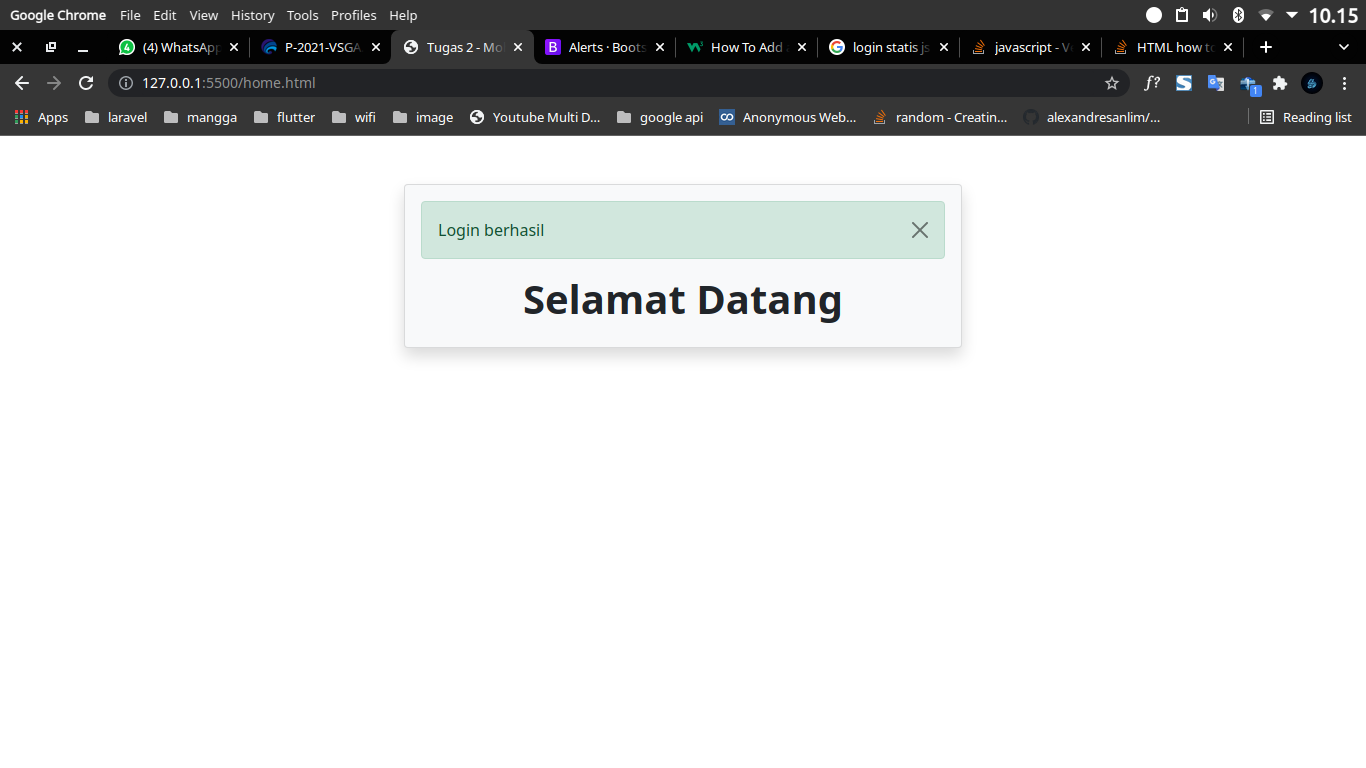 Google Chrome File Edit View History Tools Profiles Help 10.15
(4) WhatsApp P-2021-VSGA Tugas 2 - Mo Alerts · Boots How To Add login statis js javascript - V HTML how to
127.0.0.1:5500/home.html f? 1
Apps laravel mangga flutter wifi image Youtube Multi D... google api Anonymous Web... random - Creatin... alexandresanlim/... Reading list
Login berhasil
Selamat Datang